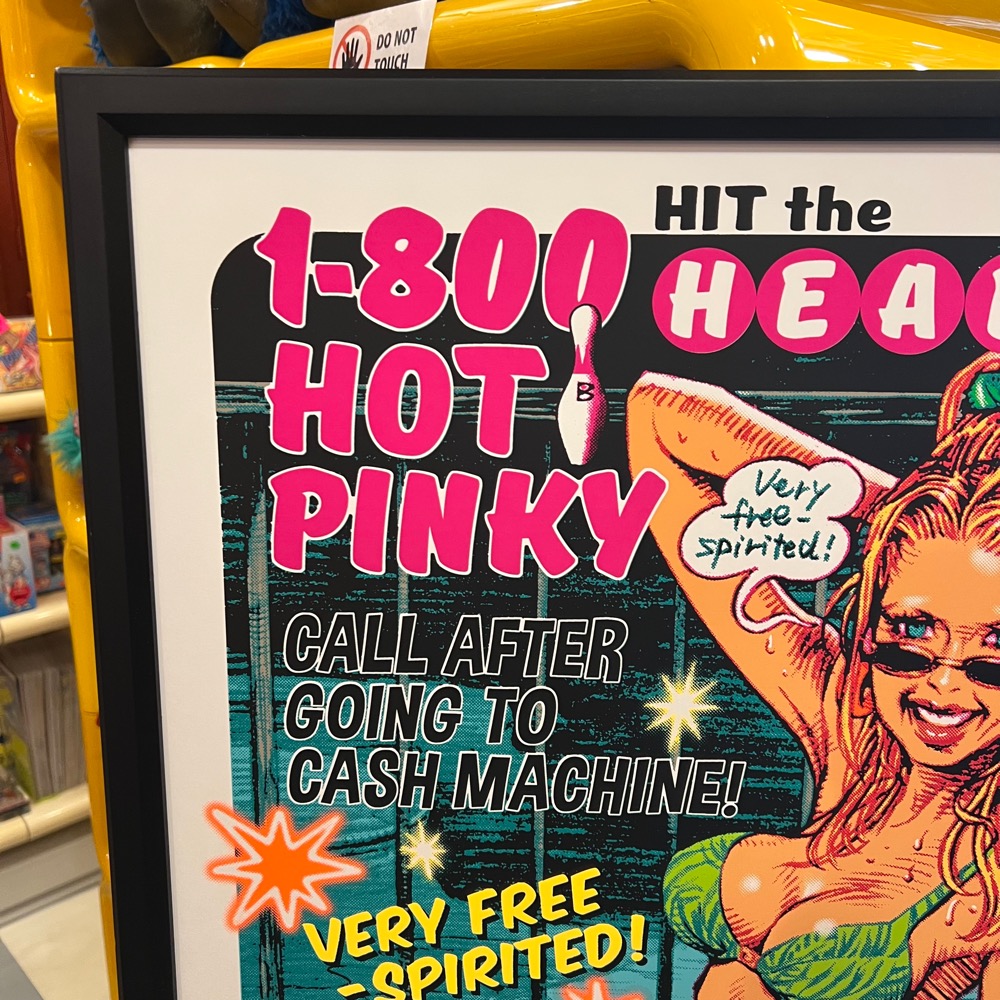 DO NOT
TOUCH
HIT the
HEA
1-800
HOT
PINKY
B
Very
free-
spirited!
CALL AFTER
GOING TO
CASH MACHINE!
VERY FREE
-SPIRITED!